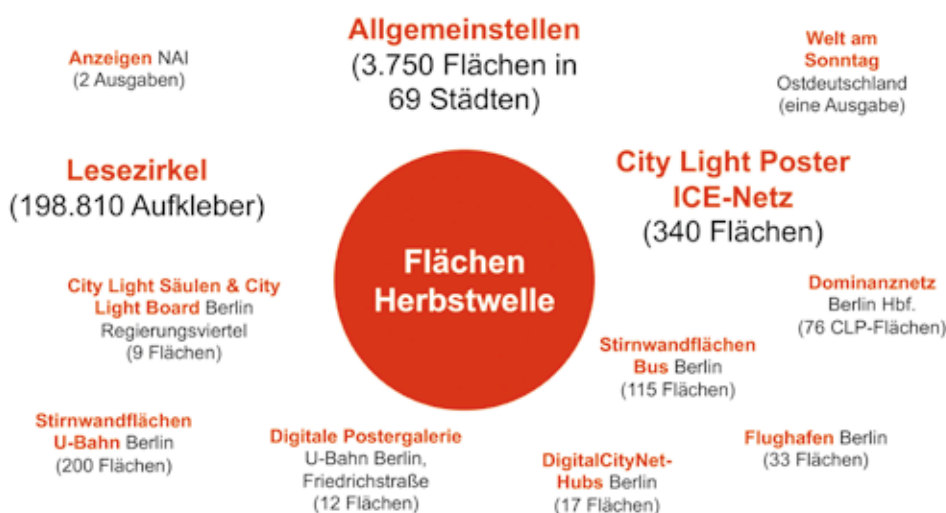 Anzeigen NAI
(2 Ausgaben)
Allgemeinstellen
(3.750 Flächen in
69 Städten)
Welt am
Sonntag
Ostdeutschland
(eine Ausgabe)
Lesezirkel
(198.810 Aufkleber)
City Light Poster
ICE-Netz
(340 Flächen)
Flächen
Herbstwelle
City Light Säulen & City
Light Board Berlin
Regierungsviertel
(9 Flächen)
Dominanznetz
Berlin Hbf.
(76 CLP-Flächen)
Stirnwandflächen
Bus Berlin
(115 Flächen)
Stirnwandflächen
U-Bahn Berlin
(200 Flächen)
Digitale Postergalerie
U-Bahn Berlin,
Friedrichstraße
(12 Flächen)
DigitalCityNet-
Hubs Berlin
(17 Flächen)
Flughafen Berlin
(33 Flächen)